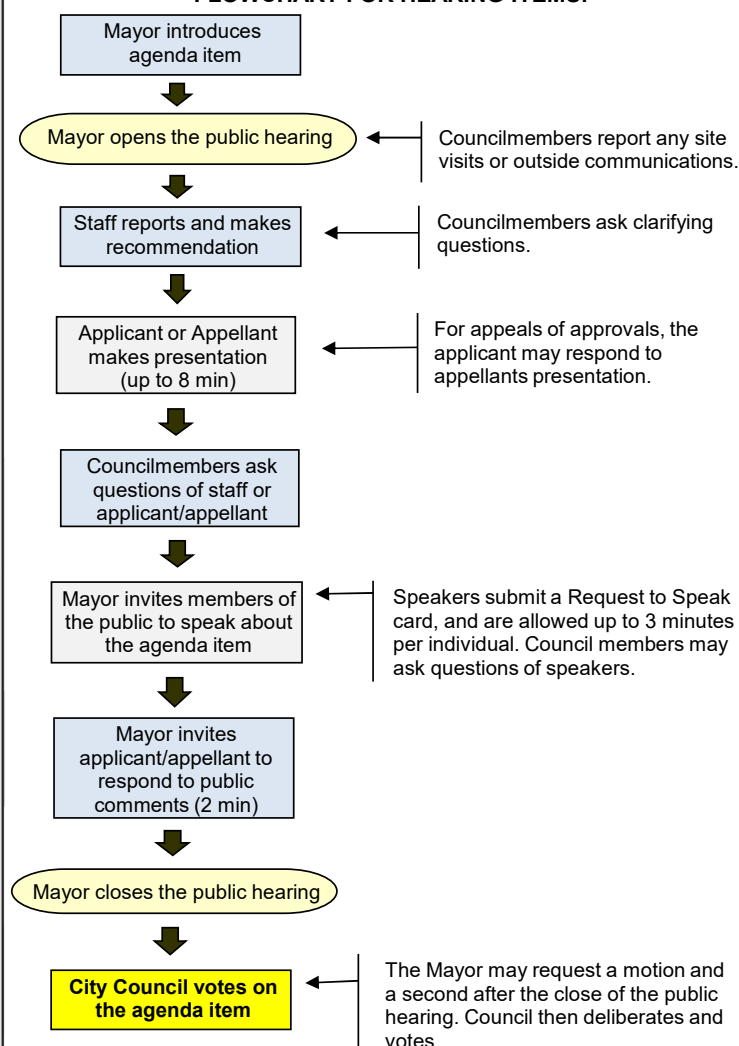 FLOWCHART FOR HEARING ITEMS:
Mayor introduces
agenda item
Mayor opens the public hearing
Councilmembers report any site
visits or outside communications.
Staff reports and makes
recommendation
Councilmembers ask clarifying
questions.
Applicant or Appellant
makes presentation
(up to 8 min)
For appeals of approvals, the
applicant may respond to
appellants presentation.
Councilmembers ask
questions of staff or
applicant/appellant
Mayor invites members of
the public to speak about
the agenda item
Speakers submit a Request to Speak
card, and are allowed up to 3 minutes
per individual. Council members may
ask questions of speakers.
Mayor invites
applicant/appellant to
respond to public
comments (2 min)
Mayor closes the public hearing
City Council votes on
the agenda item
The Mayor may request a motion and
a second after the close of the public
hearing. Council then deliberates and
votes